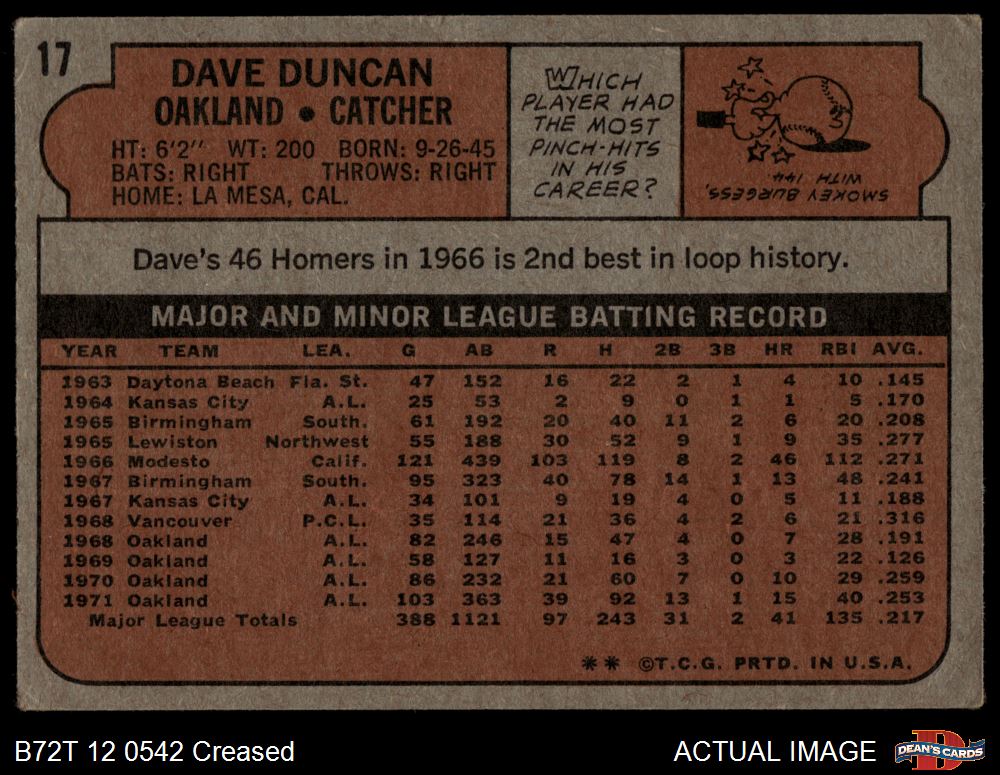 17
DAVE DUNCAN
OAKLAND • CATCHER
HT: 6'2" WT: 200 BORN: 9-26-45
BATS: RIGHT THROWS: RIGHT
HOME: LA MESA, CAL.
WHICH
PLAYER HAD
THE MOST
PINCH-HITS
IN HIS
CAREER?
SMOKEY BURGESS,
WITH 144.
Dave's 46 Homers in 1966 is 2nd best in loop history.
MAJOR AND MINOR LEAGUE BATTING RECORD
YEAR TEAM LEA. G AB R H 2B 3B HR RBI AVG.
1963 Daytona Beach Fla. St. 47 152 16 22 2 1 4 10 .145
1964 Kansas City A.L. 25 53 2 9 0 1 1 5 .170
1965 Birmingham South. 61 192 20 40 11 2 6 20 .208
1965 Lewiston Northwest 55 188 30 52 9 1 9 35 .277
1966 Modesto Calif. 121 439 103 119 8 2 46 112 .271
1967 Birmingham South. 95 323 40 78 14 1 13 48 .241
1967 Kansas City A.L. 34 101 9 19 4 0 5 11 .188
1968 Vancouver P.C.L. 35 114 21 36 4 2 6 21 .316
1968 Oakland A.L. 82 246 15 47 4 0 7 28 .191
1969 Oakland A.L. 58 127 11 16 3 0 3 22 .126
1970 Oakland A.L. 86 232 21 60 7 0 10 29 .259
1971 Oakland A.L. 103 363 39 92 13 1 15 40 .253
Major League Totals 388 1121 97 243 31 2 41 135 .217
** ©T.C.G. PRTD. IN U.S.A.
B72T 12 0542 Creased
ACTUAL IMAGE
D
DEAN'S CARDS